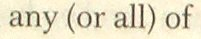 any (or all) of